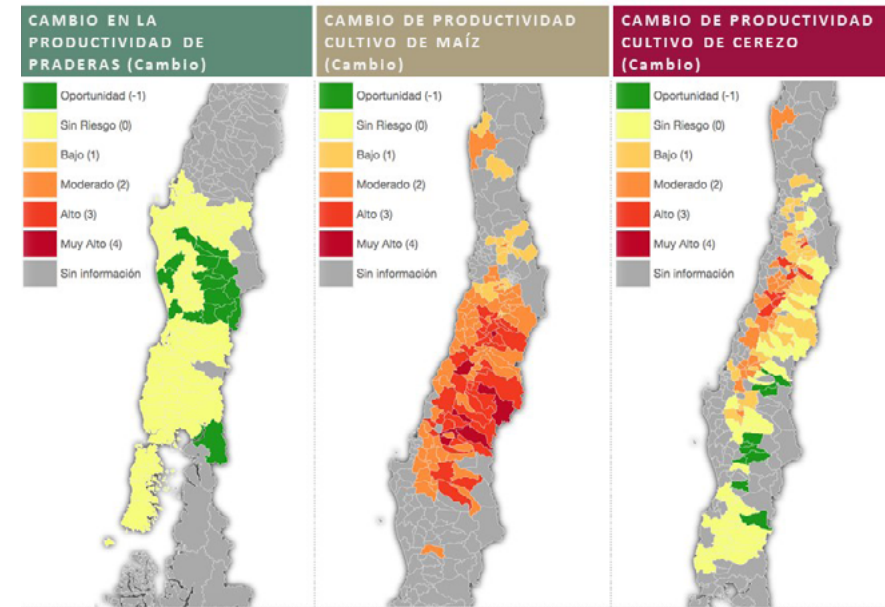 CAMBIO EN LA
PRODUCTIVIDAD DE
PRADERAS (Cambio)
Oportunidad (-1)
Sin Riesgo (0)
Bajo (1)
Moderado (2)
Alto (3)
Muy Alto (4)
Sin información
CAMBIO DE PRODUCTIVIDAD
CULTIVO DE MAÍZ
(Cambio)
Oportunidad (-1)
Sin Riesgo (0)
Bajo (1)
Moderado (2)
Alto (3)
Muy Alto (4)
Sin información
CAMBIO DE PRODUCTIVIDAD
CULTIVO DE CEREZO
(Cambio)
Oportunidad (-1)
Sin Riesgo (0)
Bajo (1)
Moderado (2)
Alto (3)
Muy Alto (4)
Sin información